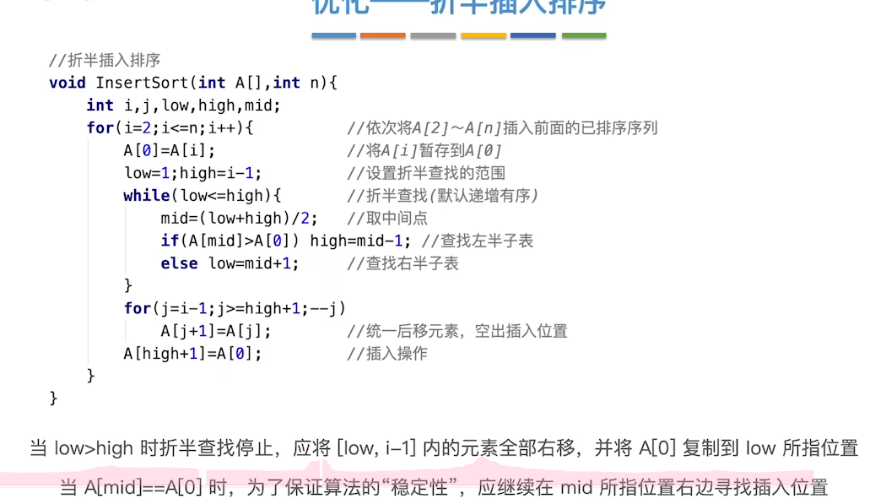 优化——折半插入排序
//折半插入排序
void InsertSort(int A[],int n){
int i,j,low,high,mid;
for(i=2;i<=n;i++){ //依次将A[2]～A[n]插入前面的已排序序列
A[0]=A[i]; //将A[i]暂存到A[0]
low=1;high=i-1; //设置折半查找的范围
while(low<=high){ //折半查找(默认递增有序)
mid=(low+high)/2; //取中间点
if(A[mid]>A[0]) high=mid-1; //查找左半子表
else low=mid+1; //查找右半子表
}
for(j=i-1;j>=high+1;--j)
A[j+1]=A[j]; //统一后移元素，空出插入位置
A[high+1]=A[0]; //插入操作
}
}
当 low>high 时折半查找停止，应将 [low, i-1] 内的元素全部右移，并将 A[0] 复制到 low 所指位置
当 A[mid]==A[0] 时，为了保证算法的“稳定性”，应继续在 mid 所指位置右边寻找插入位置